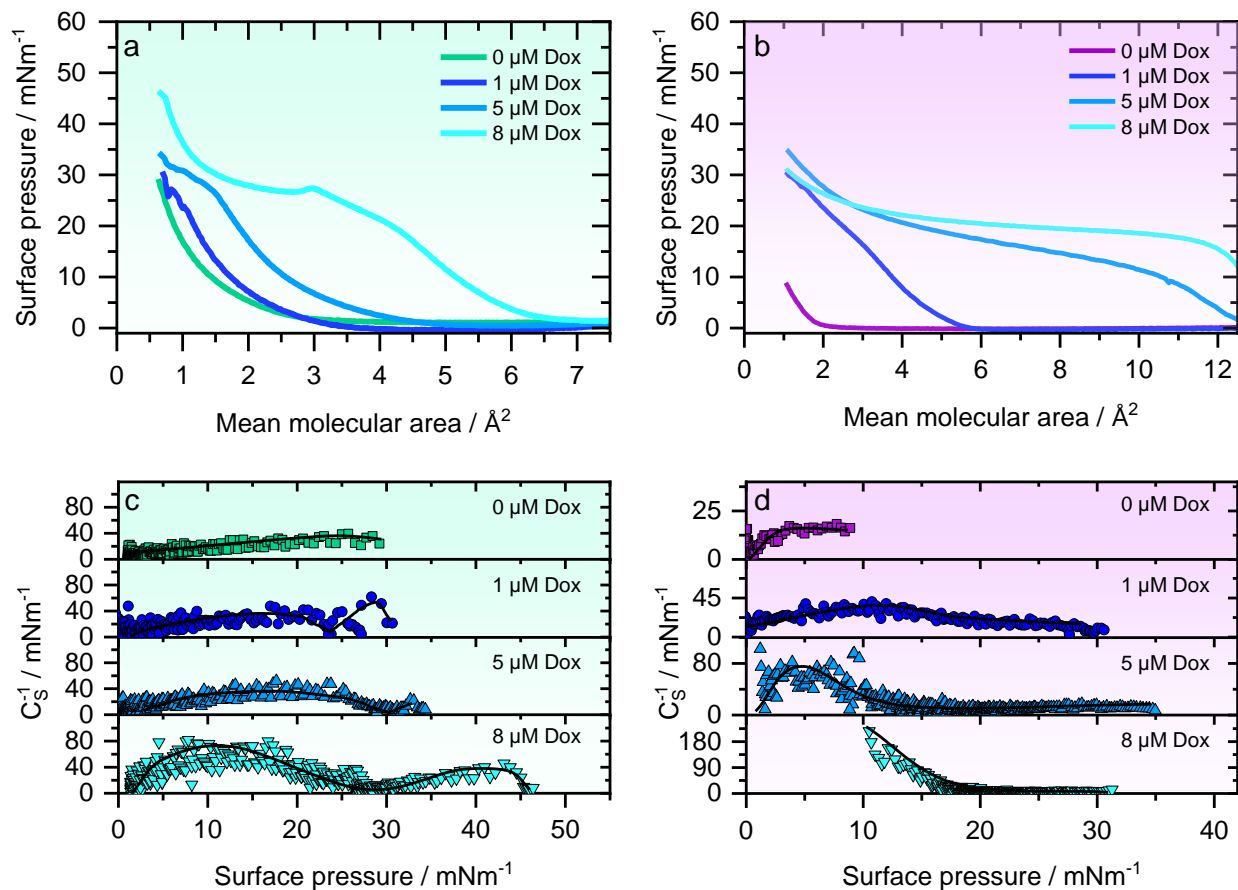 a
0 µM Dox
1 µM Dox
5 µM Dox
8 µM Dox
60
50
40
30
20
10
0
Surface pressure / mNm⁻¹
0 1 2 3 4 5 6 7
Mean molecular area / Å²
b
0 µM Dox
1 µM Dox
5 µM Dox
8 µM Dox
60
50
40
30
20
10
0
Surface pressure / mNm⁻¹
0 2 4 6 8 10 12
Mean molecular area / Å²
c
0 µM Dox
80
40
0
1 µM Dox
80
40
0
5 µM Dox
80
40
0
8 µM Dox
80
40
0
C_S⁻¹ / mNm⁻¹
0 10 20 30 40 50
Surface pressure / mNm⁻¹
d
0 µM Dox
25
0
1 µM Dox
45
0
5 µM Dox
80
0
8 µM Dox
180
90
0
C_S⁻¹ / mNm⁻¹
0 10 20 30 40
Surface pressure / mNm⁻¹